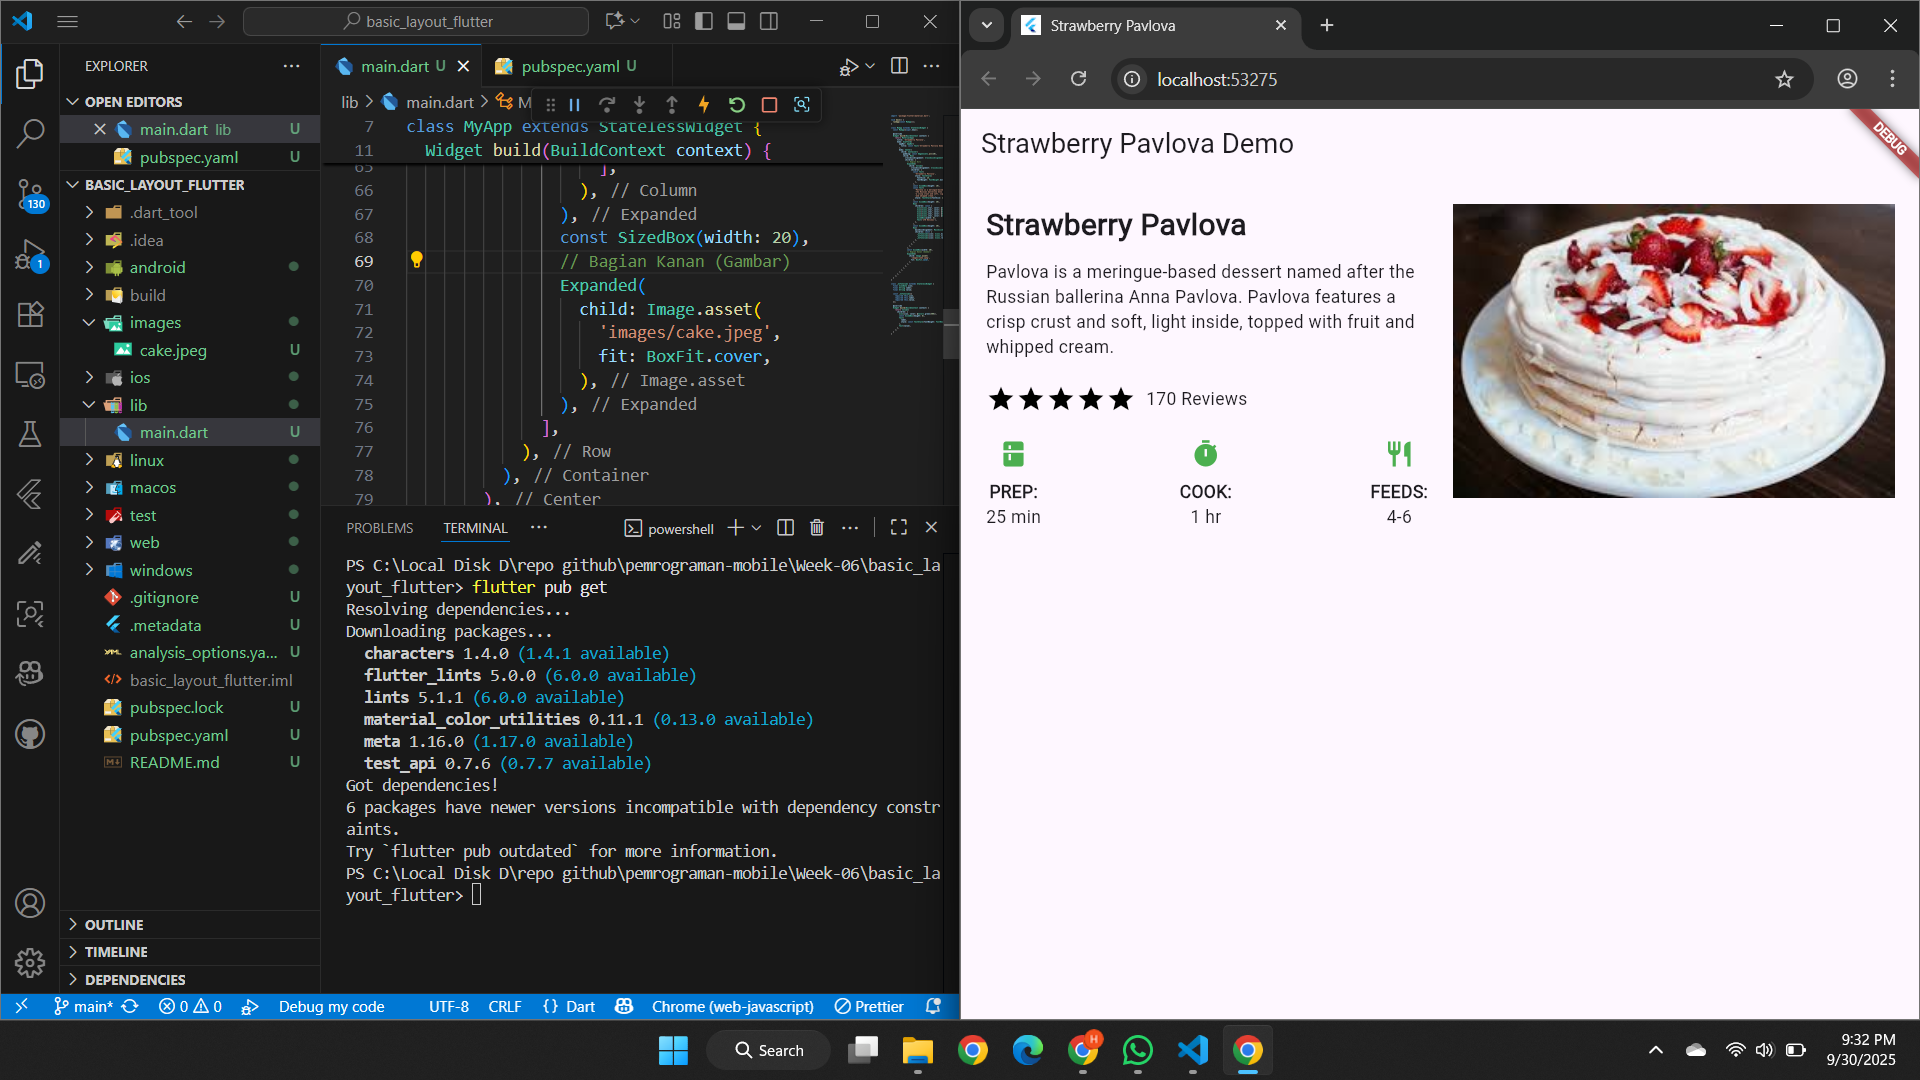 basic_layout_flutter
EXPLORER
OPEN EDITORS
main.dart lib U
pubspec.yaml U
BASIC_LAYOUT_FLUTTER
.dart_tool
.idea
android
build
images
cake.jpeg U
ios
lib
main.dart U
linux
macos
test
web
windows
.gitignore U
.metadata U
analysis_options.ya... U
basic_layout_flutter.iml
pubspec.lock U
pubspec.yaml U
README.md U
OUTLINE
TIMELINE
DEPENDENCIES
130
1
main.dart U
pubspec.yaml U
lib > main.dart > M
7 class MyApp extends StatelessWidget {
11 Widget build(BuildContext context) {
65 ],
66 ), // Column
67 ), // Expanded
68 const SizedBox(width: 20),
69 // Bagian Kanan (Gambar)
70 Expanded(
71 child: Image.asset(
72 'images/cake.jpeg',
73 fit: BoxFit.cover,
74 ), // Image.asset
75 ), // Expanded
76 ],
77 ), // Row
78 ), // Container
79 ), // Center
PROBLEMS TERMINAL ... powershell
PS C:\Local Disk D\repo github\pemrograman-mobile\Week-06\basic_la
yout_flutter> flutter pub get
Resolving dependencies...
Downloading packages...
characters 1.4.0 (1.4.1 available)
flutter_lints 5.0.0 (6.0.0 available)
lints 5.1.1 (6.0.0 available)
material_color_utilities 0.11.1 (0.13.0 available)
meta 1.16.0 (1.17.0 available)
test_api 0.7.6 (0.7.7 available)
Got dependencies!
6 packages have newer versions incompatible with dependency constr
aints.
Try `flutter pub outdated` for more information.
PS C:\Local Disk D\repo github\pemrograman-mobile\Week-06\basic_la
yout_flutter>
main* 0 0 Debug my code UTF-8 CRLF {} Dart Chrome (web-javascript) Prettier
Strawberry Pavlova
localhost:53275
DEBUG
Strawberry Pavlova Demo
Strawberry Pavlova
Pavlova is a meringue-based dessert named after the
Russian ballerina Anna Pavlova. Pavlova features a
crisp crust and soft, light inside, topped with fruit and
whipped cream.
170 Reviews
PREP: COOK: FEEDS:
25 min 1 hr 4-6
Search
H
9:32 PM
9/30/2025